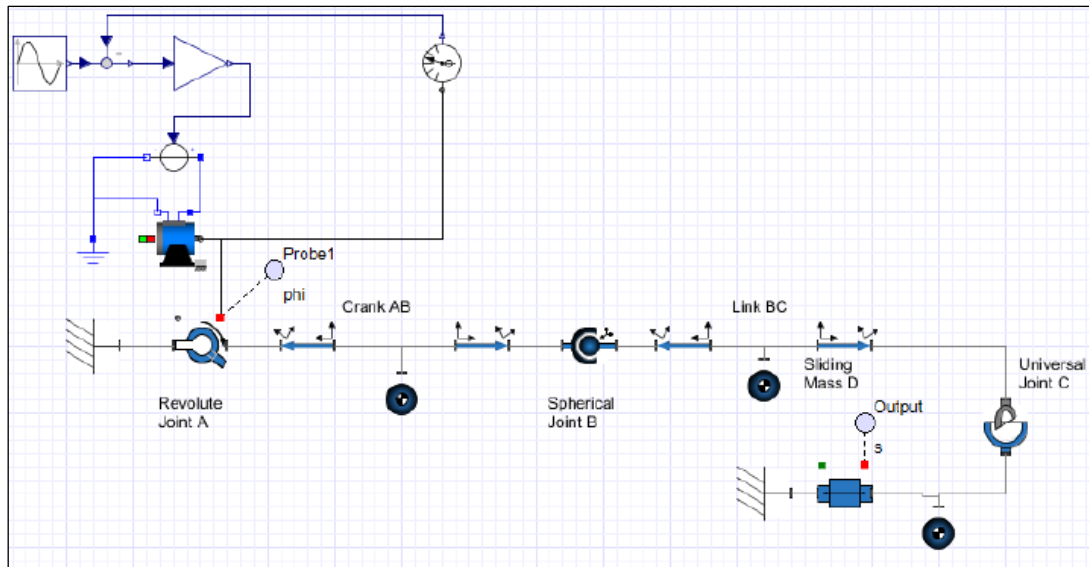 Probe1
phi
Crank AB
Link BC
Revolute
Joint A
Spherical
Joint B
Sliding
Mass D
Universal
Joint C
Output
s